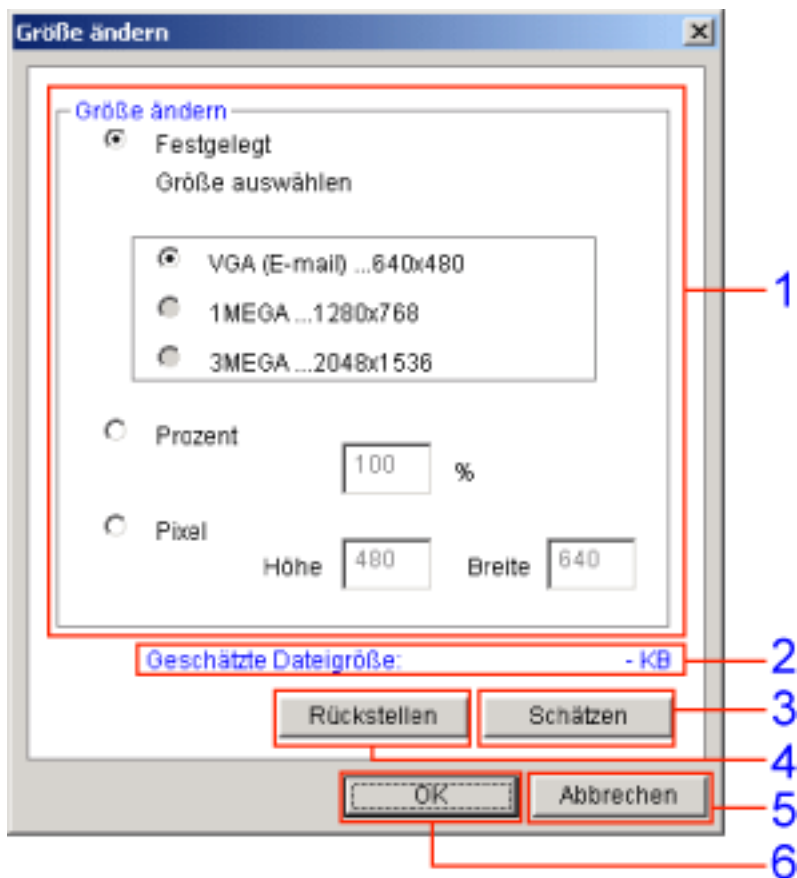 Größe ändern
Größe ändern
Festgelegt
Größe auswählen
VGA (E-mail) ...640x480
1MEGA ...1280x768
3MEGA ...2048x1536
1
Prozent
100 %
Pixel
Höhe 480 Breite 640
Geschätzte Dateigröße: - KB
2
Rückstellen Schätzen
3
4
OK Abbrechen
5
6